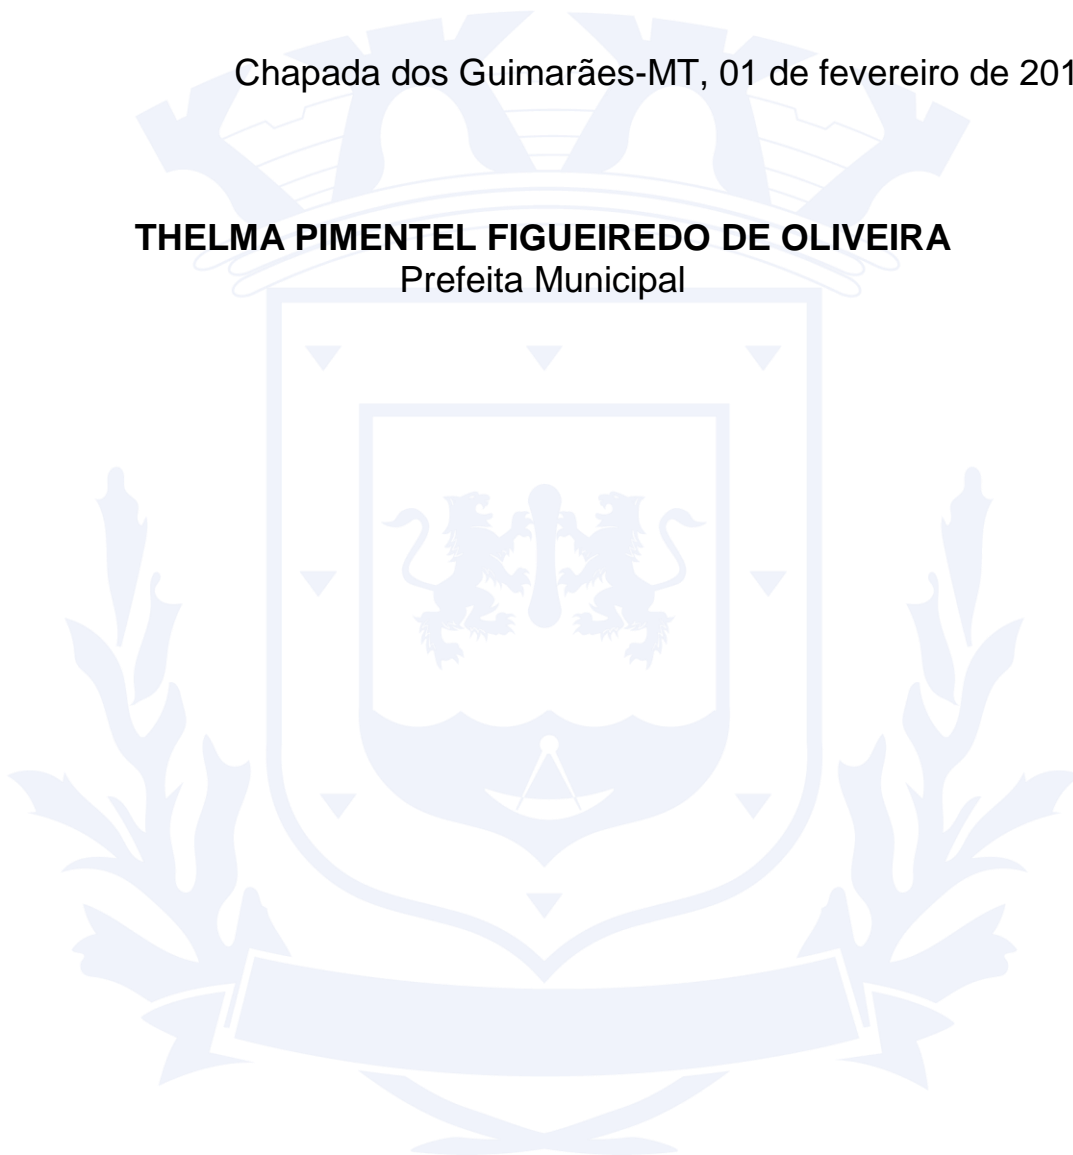 Chapada dos Guimarães-MT, 01 de fevereiro de 201
THELMA PIMENTEL FIGUEIREDO DE OLIVEIRA
Prefeita Municipal